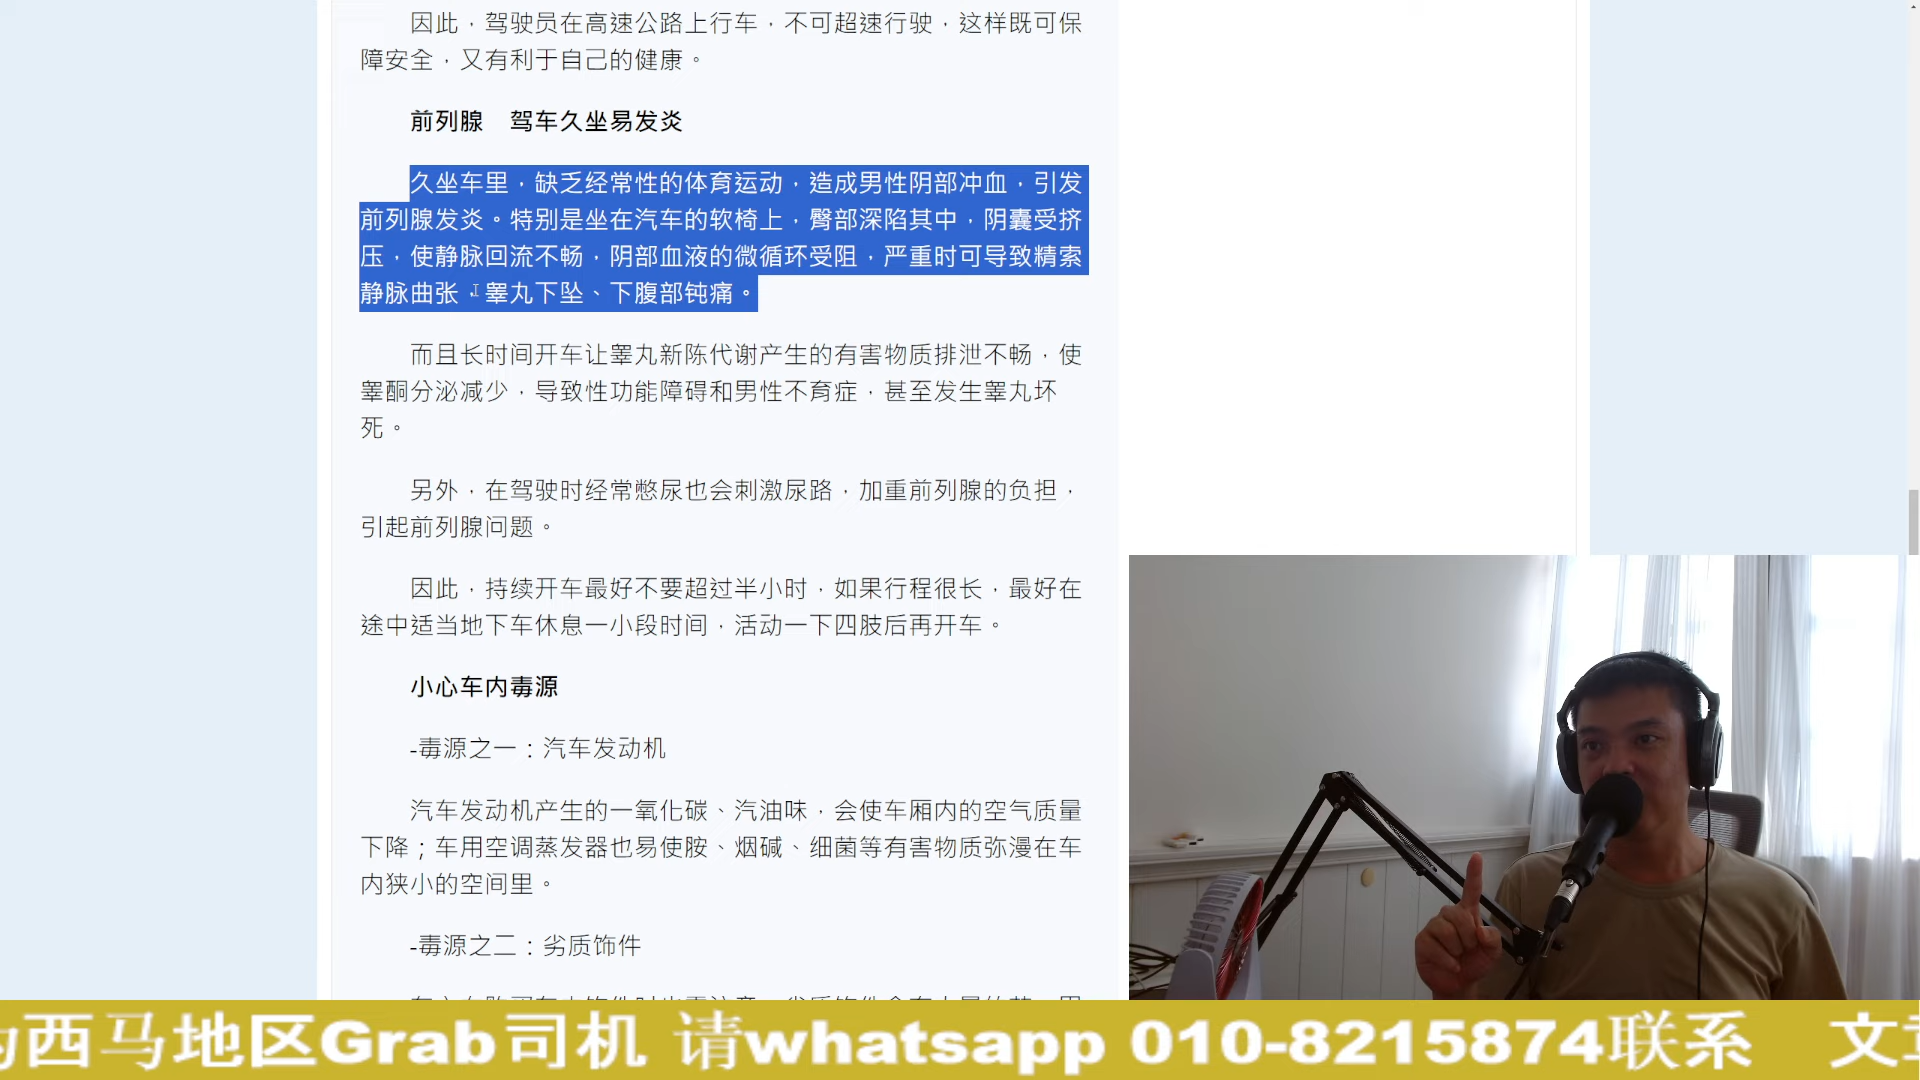 因此，驾驶员在高速公路上行车，不可超速行驶，这样既可保
障安全，又有利于自己的健康。
前列腺　驾车久坐易发炎
久坐车里，缺乏经常性的体育运动，造成男性阴部冲血，引发
前列腺发炎。特别是坐在汽车的软椅上，臀部深陷其中，阴囊受挤
压，使静脉回流不畅，阴部血液的微循环受阻，严重时可导致精索
静脉曲张、睾丸下坠、下腹部钝痛。
而且长时间开车让睾丸新陈代谢产生的有害物质排泄不畅，使
睾酮分泌减少，导致性功能障碍和男性不育症，甚至发生睾丸坏
死。
另外，在驾驶时经常憋尿也会刺激尿路，加重前列腺的负担，
引起前列腺问题。
因此，持续开车最好不要超过半小时，如果行程很长，最好在
途中适当地下车休息一小段时间，活动一下四肢后再开车。
小心车内毒源
-毒源之一：汽车发动机
汽车发动机产生的一氧化碳、汽油味，会使车厢内的空气质量
下降；车用空调蒸发器也易使胺、烟碱、细菌等有害物质弥漫在车
内狭小的空间里。
-毒源之二：劣质饰件
西马地区Grab司机 请whatsapp 010-8215874联系 文